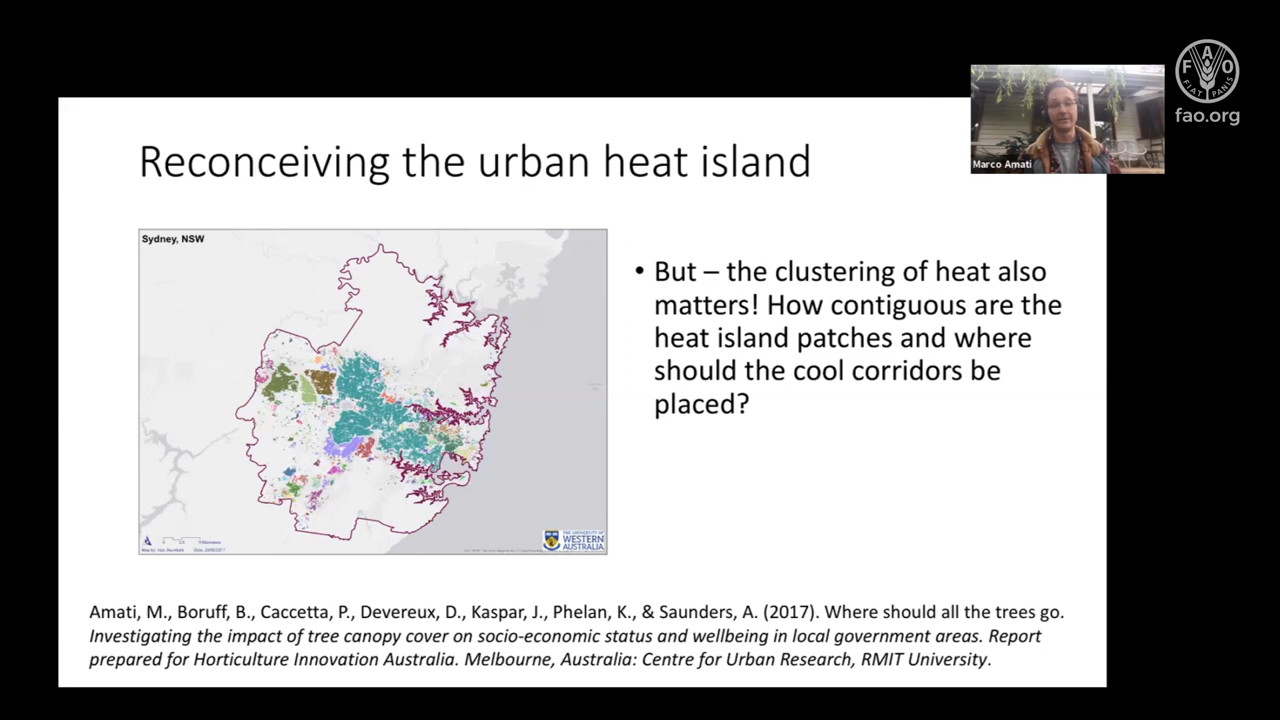 FAO
FIAT PANIS
fao.org
Marco Amati
Reconceiving the urban heat island
Sydney, NSW
THE UNIVERSITY OF
WESTERN
AUSTRALIA
• But – the clustering of heat also
matters! How contiguous are the
heat island patches and where
should the cool corridors be
placed?
Amati, M., Boruff, B., Caccetta, P., Devereux, D., Kaspar, J., Phelan, K., & Saunders, A. (2017). Where should all the trees go.
Investigating the impact of tree canopy cover on socio-economic status and wellbeing in local government areas. Report
prepared for Horticulture Innovation Australia. Melbourne, Australia: Centre for Urban Research, RMIT University.